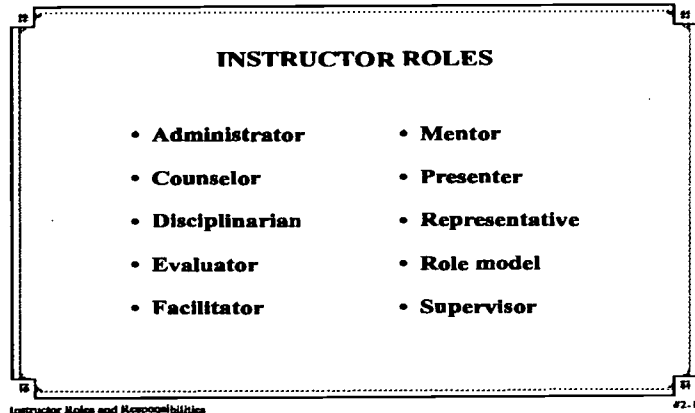 INSTRUCTOR ROLES
• Administrator
• Counselor
• Disciplinarian
• Evaluator
• Facilitator
• Mentor
• Presenter
• Representative
• Role model
• Supervisor
Instructor Roles and Responsibilities
#2-1